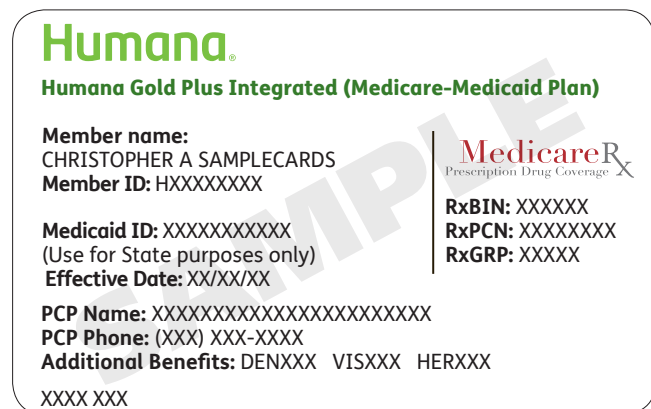 Humana®
Humana Gold Plus Integrated (Medicare-Medicaid Plan)
Member name:
CHRISTOPHER A SAMPLECARDS
Member ID: HXXXXXXXX
Medicaid ID: XXXXXXXXXXX
(Use for State purposes only)
Effective Date: XX/XX/XX
MedicareRx
Prescription Drug Coverage
RxBIN: XXXXXX
RxPCN: XXXXXXXX
RxGRP: XXXXX
PCP Name: XXXXXXXXXXXXXXXXXXXXXXX
PCP Phone: (XXX) XXX-XXXX
Additional Benefits: DENXXX VISXXX HERXXX
XXXX XXX
SAMPLE